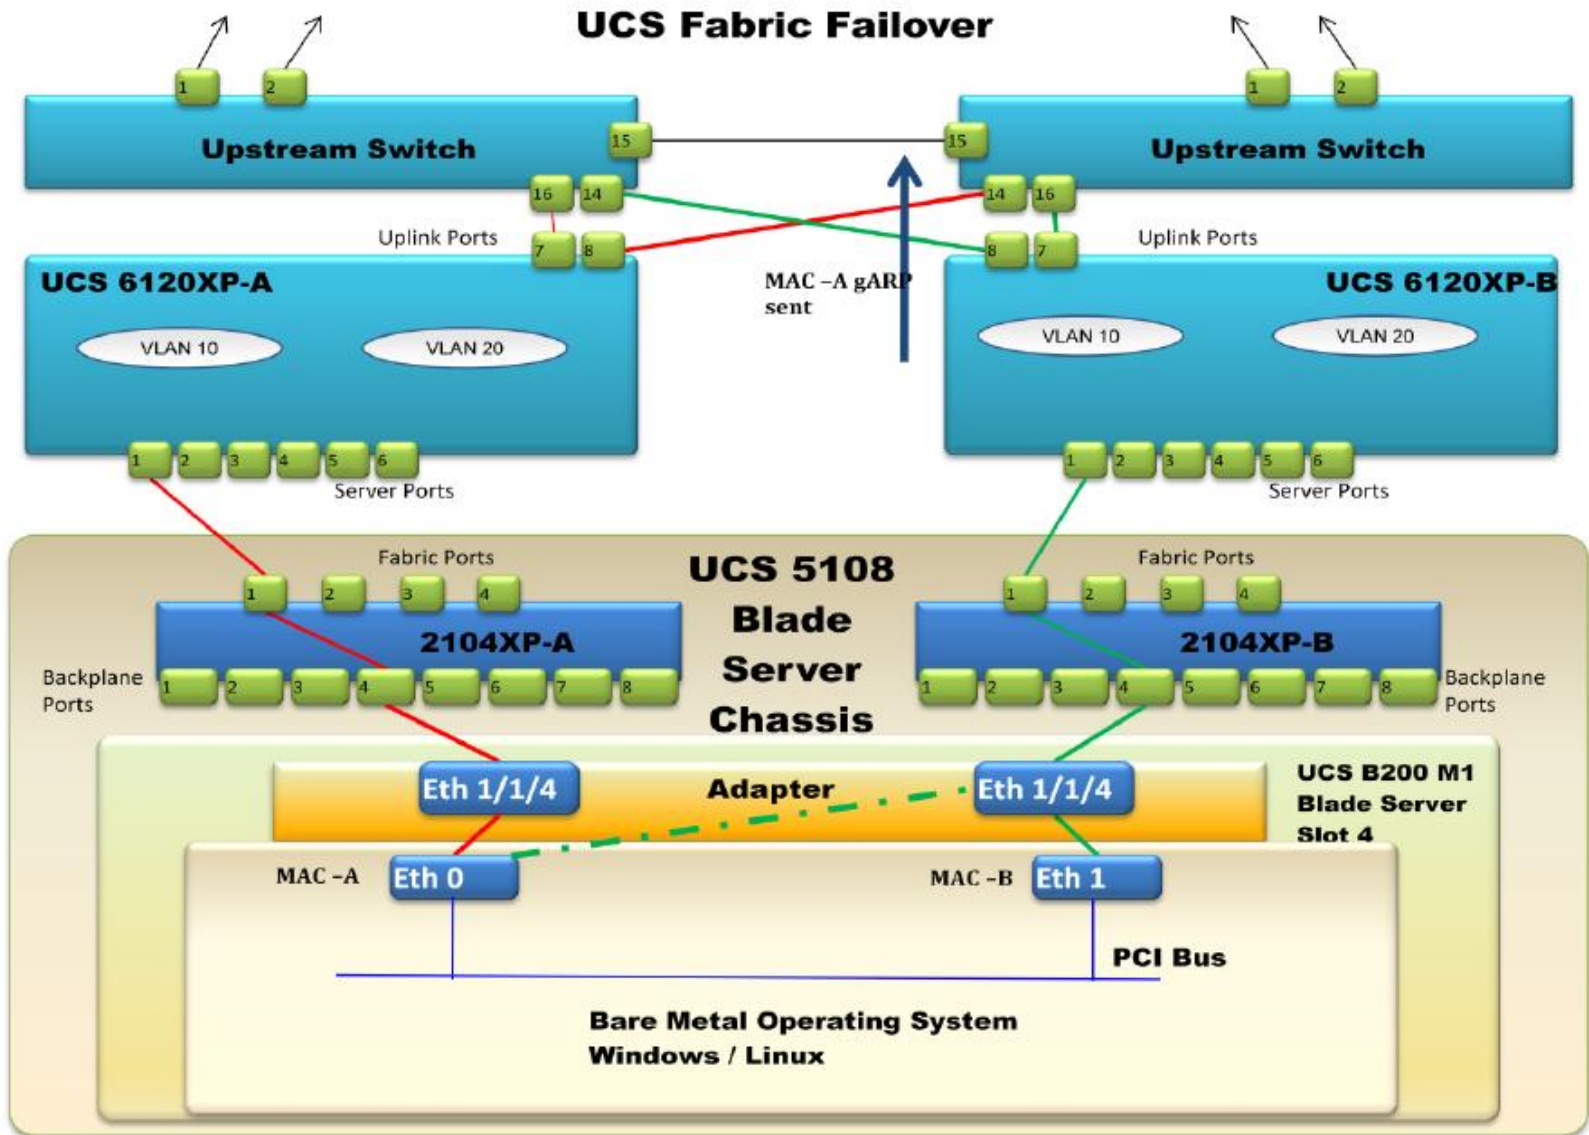 UCS Fabric Failover
1
2
1
2
Upstream Switch
15
15
Upstream Switch
16
14
14
16
Uplink Ports
7
8
8
7
Uplink Ports
UCS 6120XP-A
MAC –A gARP
sent
UCS 6120XP-B
VLAN 10
VLAN 20
VLAN 10
VLAN 20
1
2
3
4
5
6
Server Ports
1
2
3
4
5
6
Server Ports
Fabric Ports
1
2
3
4
UCS 5108
Blade
Server
Chassis
Fabric Ports
1
2
3
4
2104XP-A
2104XP-B
Backplane
Ports
1
2
3
4
5
6
7
8
1
2
3
4
5
6
7
8
Backplane
Ports
Eth 1/1/4
Adapter
Eth 1/1/4
UCS B200 M1
Blade Server
Slot 4
MAC –A
Eth 0
MAC –B
Eth 1
PCI Bus
Bare Metal Operating System
Windows / Linux